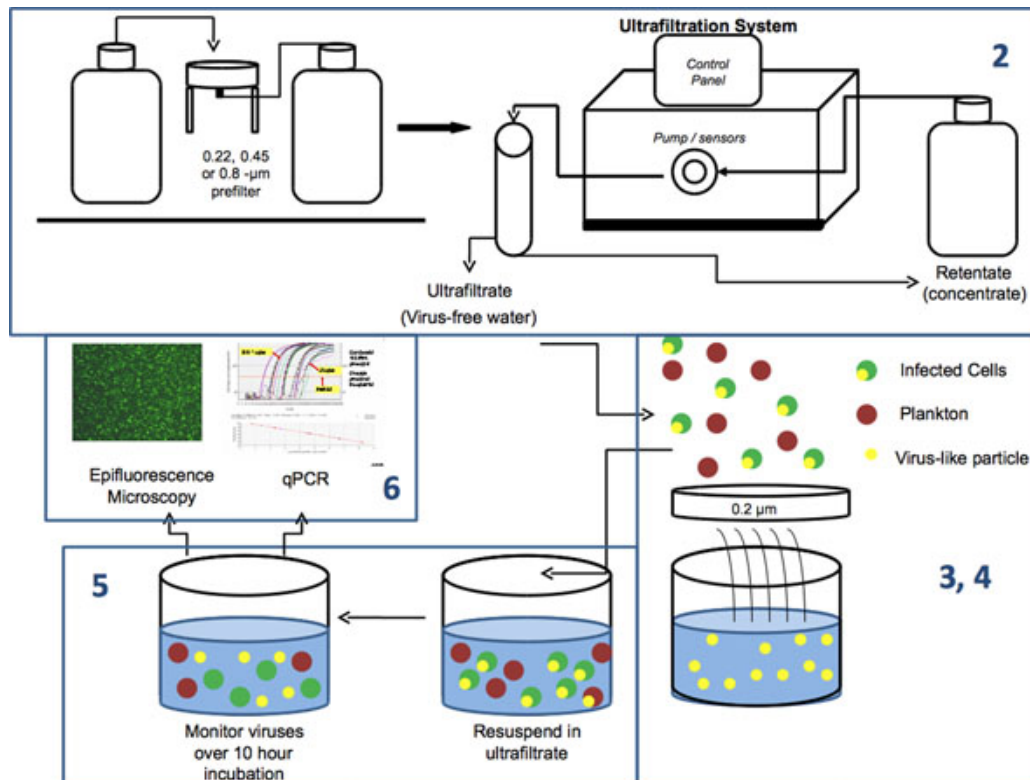 Ultrafiltration System
2
Control
Panel
Pump / sensors
0.22, 0.45
or 0.8 -μm
prefilter
Ultrafiltrate
(Virus-free water)
Retentate
(concentrate)
Infected Cells
Plankton
Virus-like particle
0.2 μm
3, 4
Epifluorescence
Microscopy
qPCR
6
5
Monitor viruses
over 10 hour
incubation
Resuspend in
ultrafiltrate